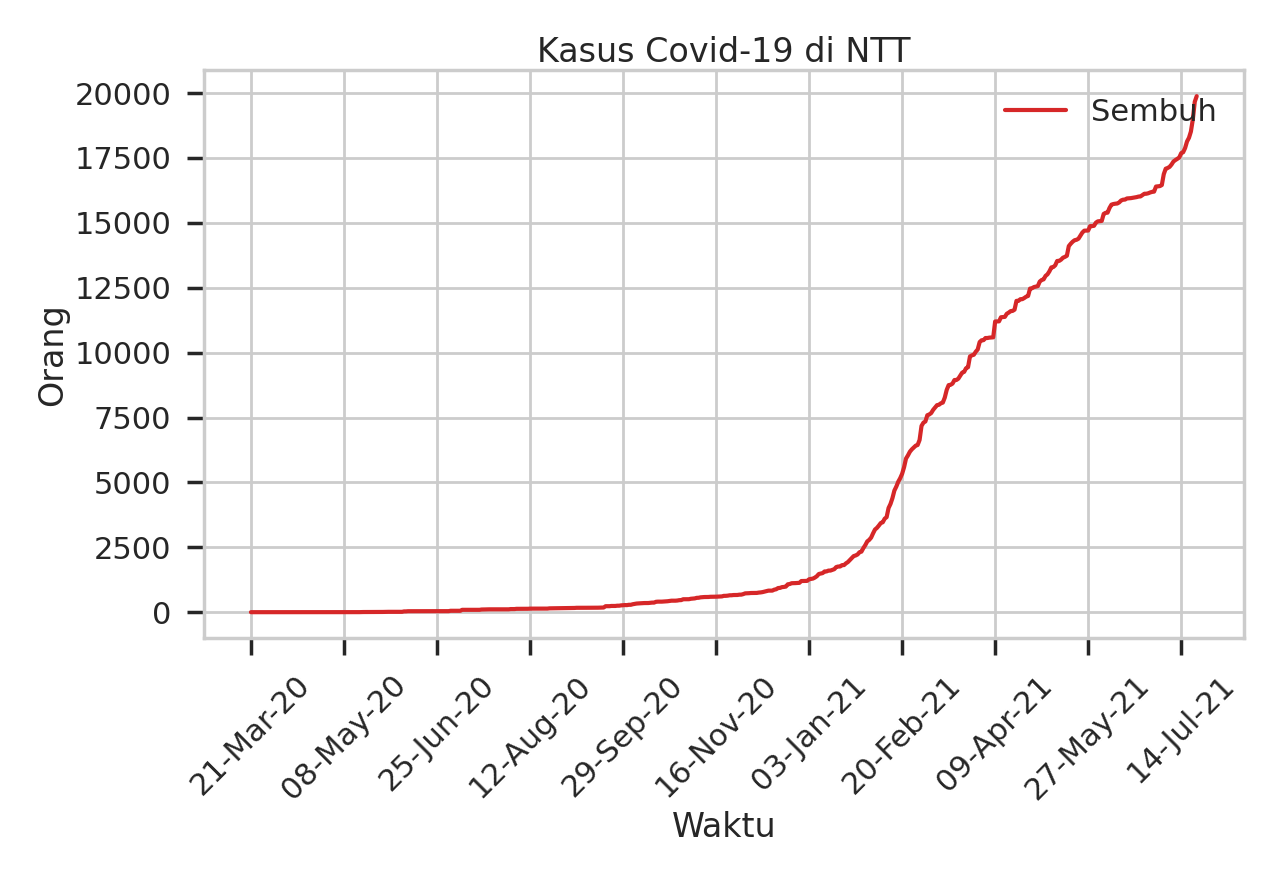 Kasus Covid-19 di NTT
Sembuh
20000
17500
15000
12500
10000
7500
5000
2500
0
Orang
21-Mar-20
08-May-20
25-Jun-20
12-Aug-20
29-Sep-20
16-Nov-20
03-Jan-21
20-Feb-21
09-Apr-21
27-May-21
14-Jul-21
Waktu